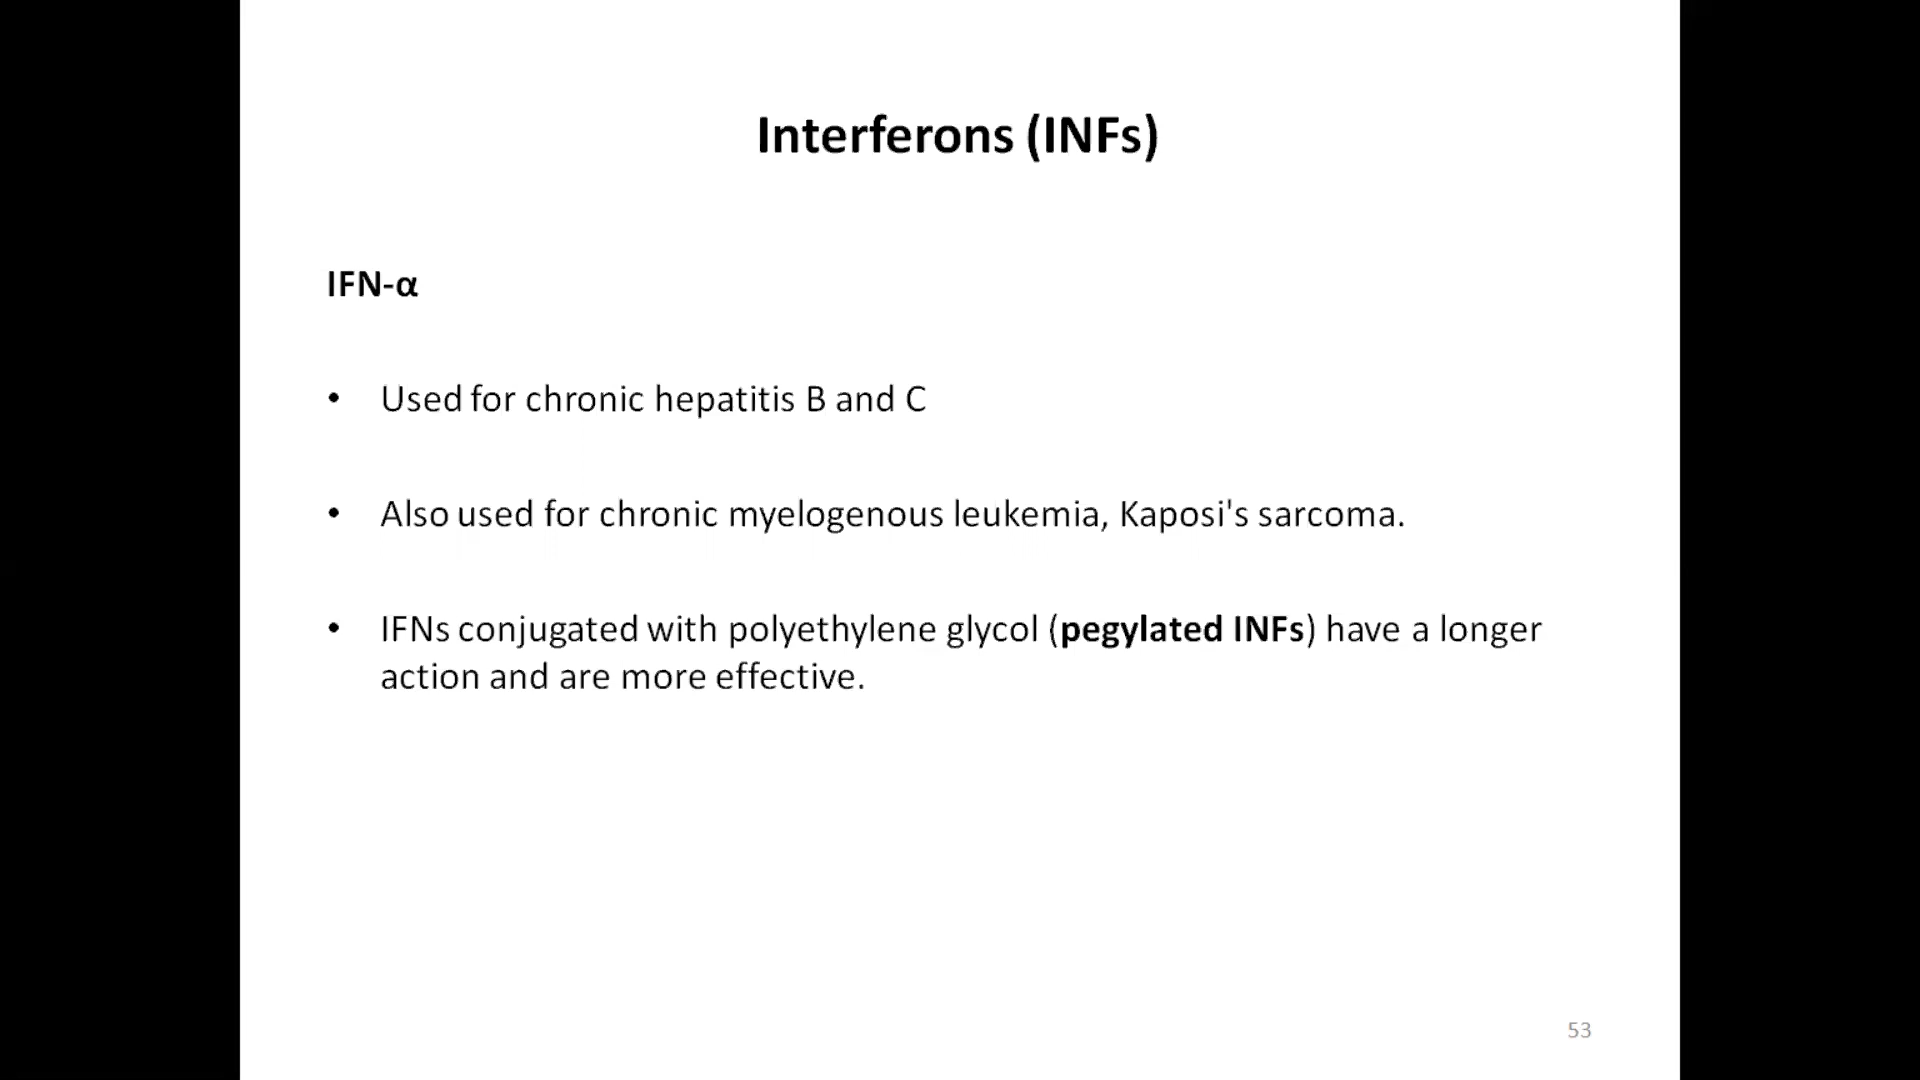 Interferons (INFs)
IFN-α
• Used for chronic hepatitis B and C
• Also used for chronic myelogenous leukemia, Kaposi's sarcoma.
• IFNs conjugated with polyethylene glycol (pegylated INFs) have a longer
action and are more effective.
53